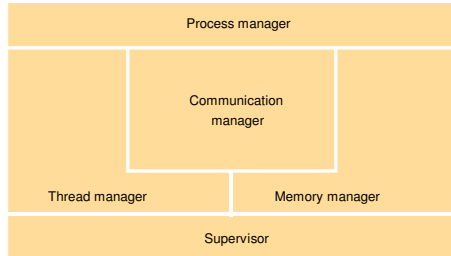 Process manager
Communication
manager
Thread manager
Memory manager
Supervisor